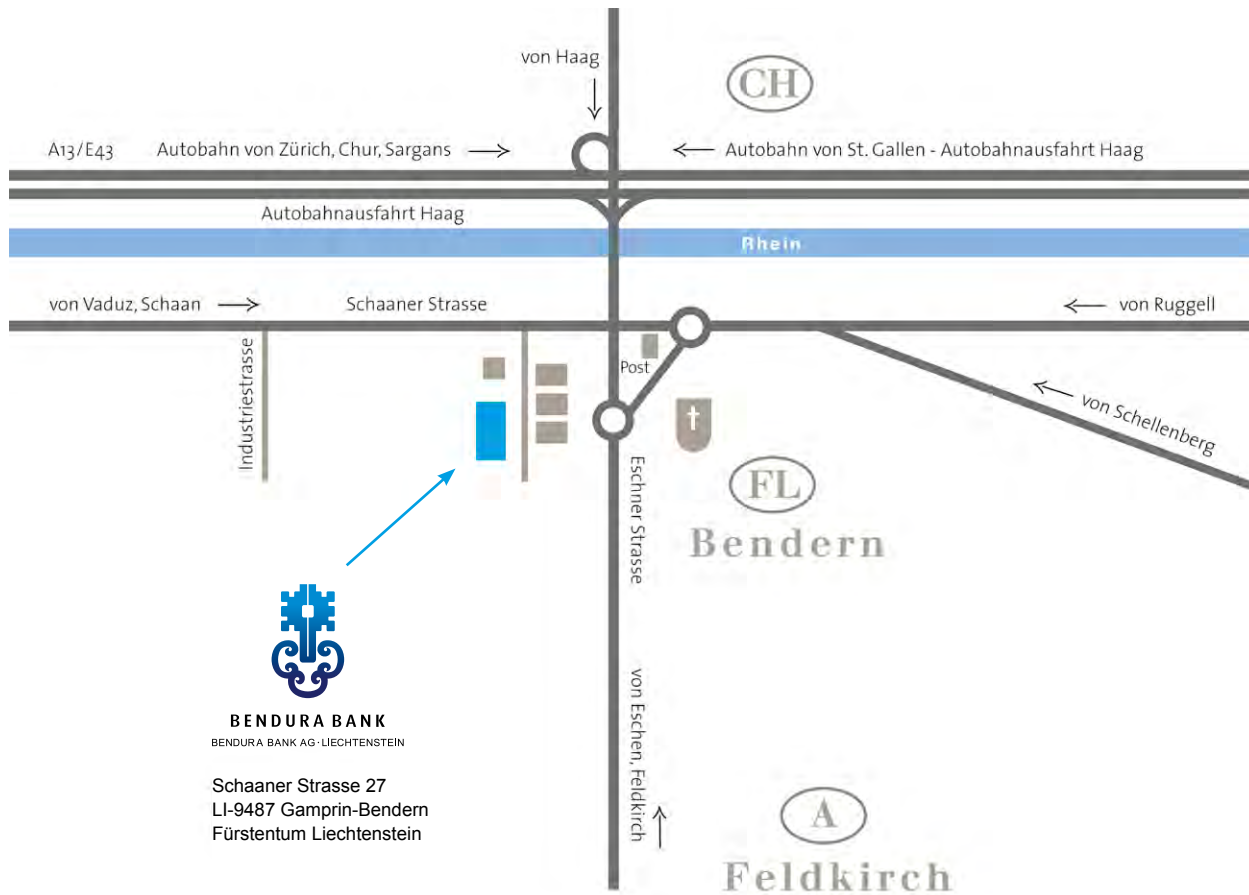 von Haag
CH
A13/E43
Autobahn von Zürich, Chur, Sargans
Autobahn von St. Gallen - Autobahnausfahrt Haag
Autobahnausfahrt Haag
Rhein
von Vaduz, Schaan
Schaaner Strasse
von Ruggell
Industriestrasse
Post
von Schellenberg
Eschner Strasse
FL
Bendern
von Eschen, Feldkirch
BENDURA BANK
BENDURA BANK AG·LIECHTENSTEIN
Schaaner Strasse 27
LI-9487 Gamprin-Bendern
Fürstentum Liechtenstein
A
Feldkirch